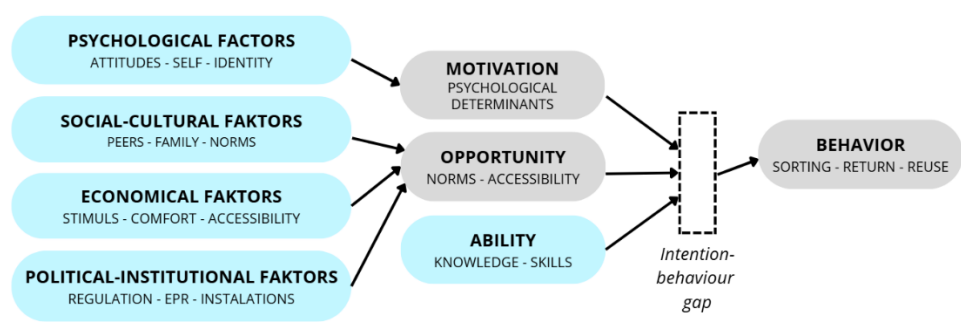 PSYCHOLOGICAL FACTORS
ATTITUDES - SELF - IDENTITY
SOCIAL-CULTURAL FAKTORS
PEERS - FAMILY - NORMS
ECONOMICAL FAKTORS
STIMULS - COMFORT - ACCESSIBILITY
POLITICAL-INSTITUTIONAL FAKTORS
REGULATION - EPR - INSTALATIONS
MOTIVATION
PSYCHOLOGICAL
DETERMINANTS
OPPORTUNITY
NORMS - ACCESSIBILITY
ABILITY
KNOWLEDGE - SKILLS
Intention-
behaviour
gap
BEHAVIOR
SORTING - RETURN - REUSE